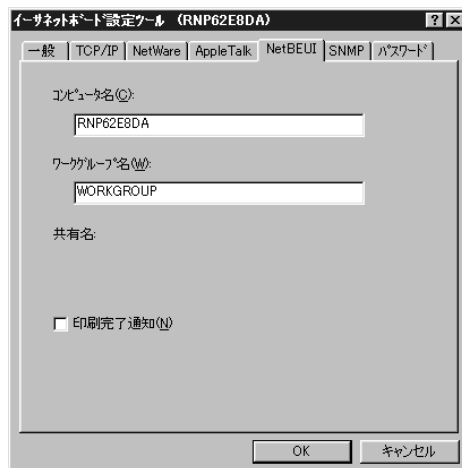 ｲｰｻﾈｯﾄﾎﾞｰﾄﾞ設定ﾂｰﾙ （RNP62E8DA）
一般 TCP/IP NetWare AppleTalk NetBEUI SNMP ﾊﾟｽﾜｰﾄﾞ
ｺﾝﾋﾟｭｰﾀ名(C):
RNP62E8DA
ﾜｰｸｸﾞﾙｰﾌﾟ名(W):
WORKGROUP
共有名:
印刷完了通知(N)
OK ｷｬﾝｾﾙ